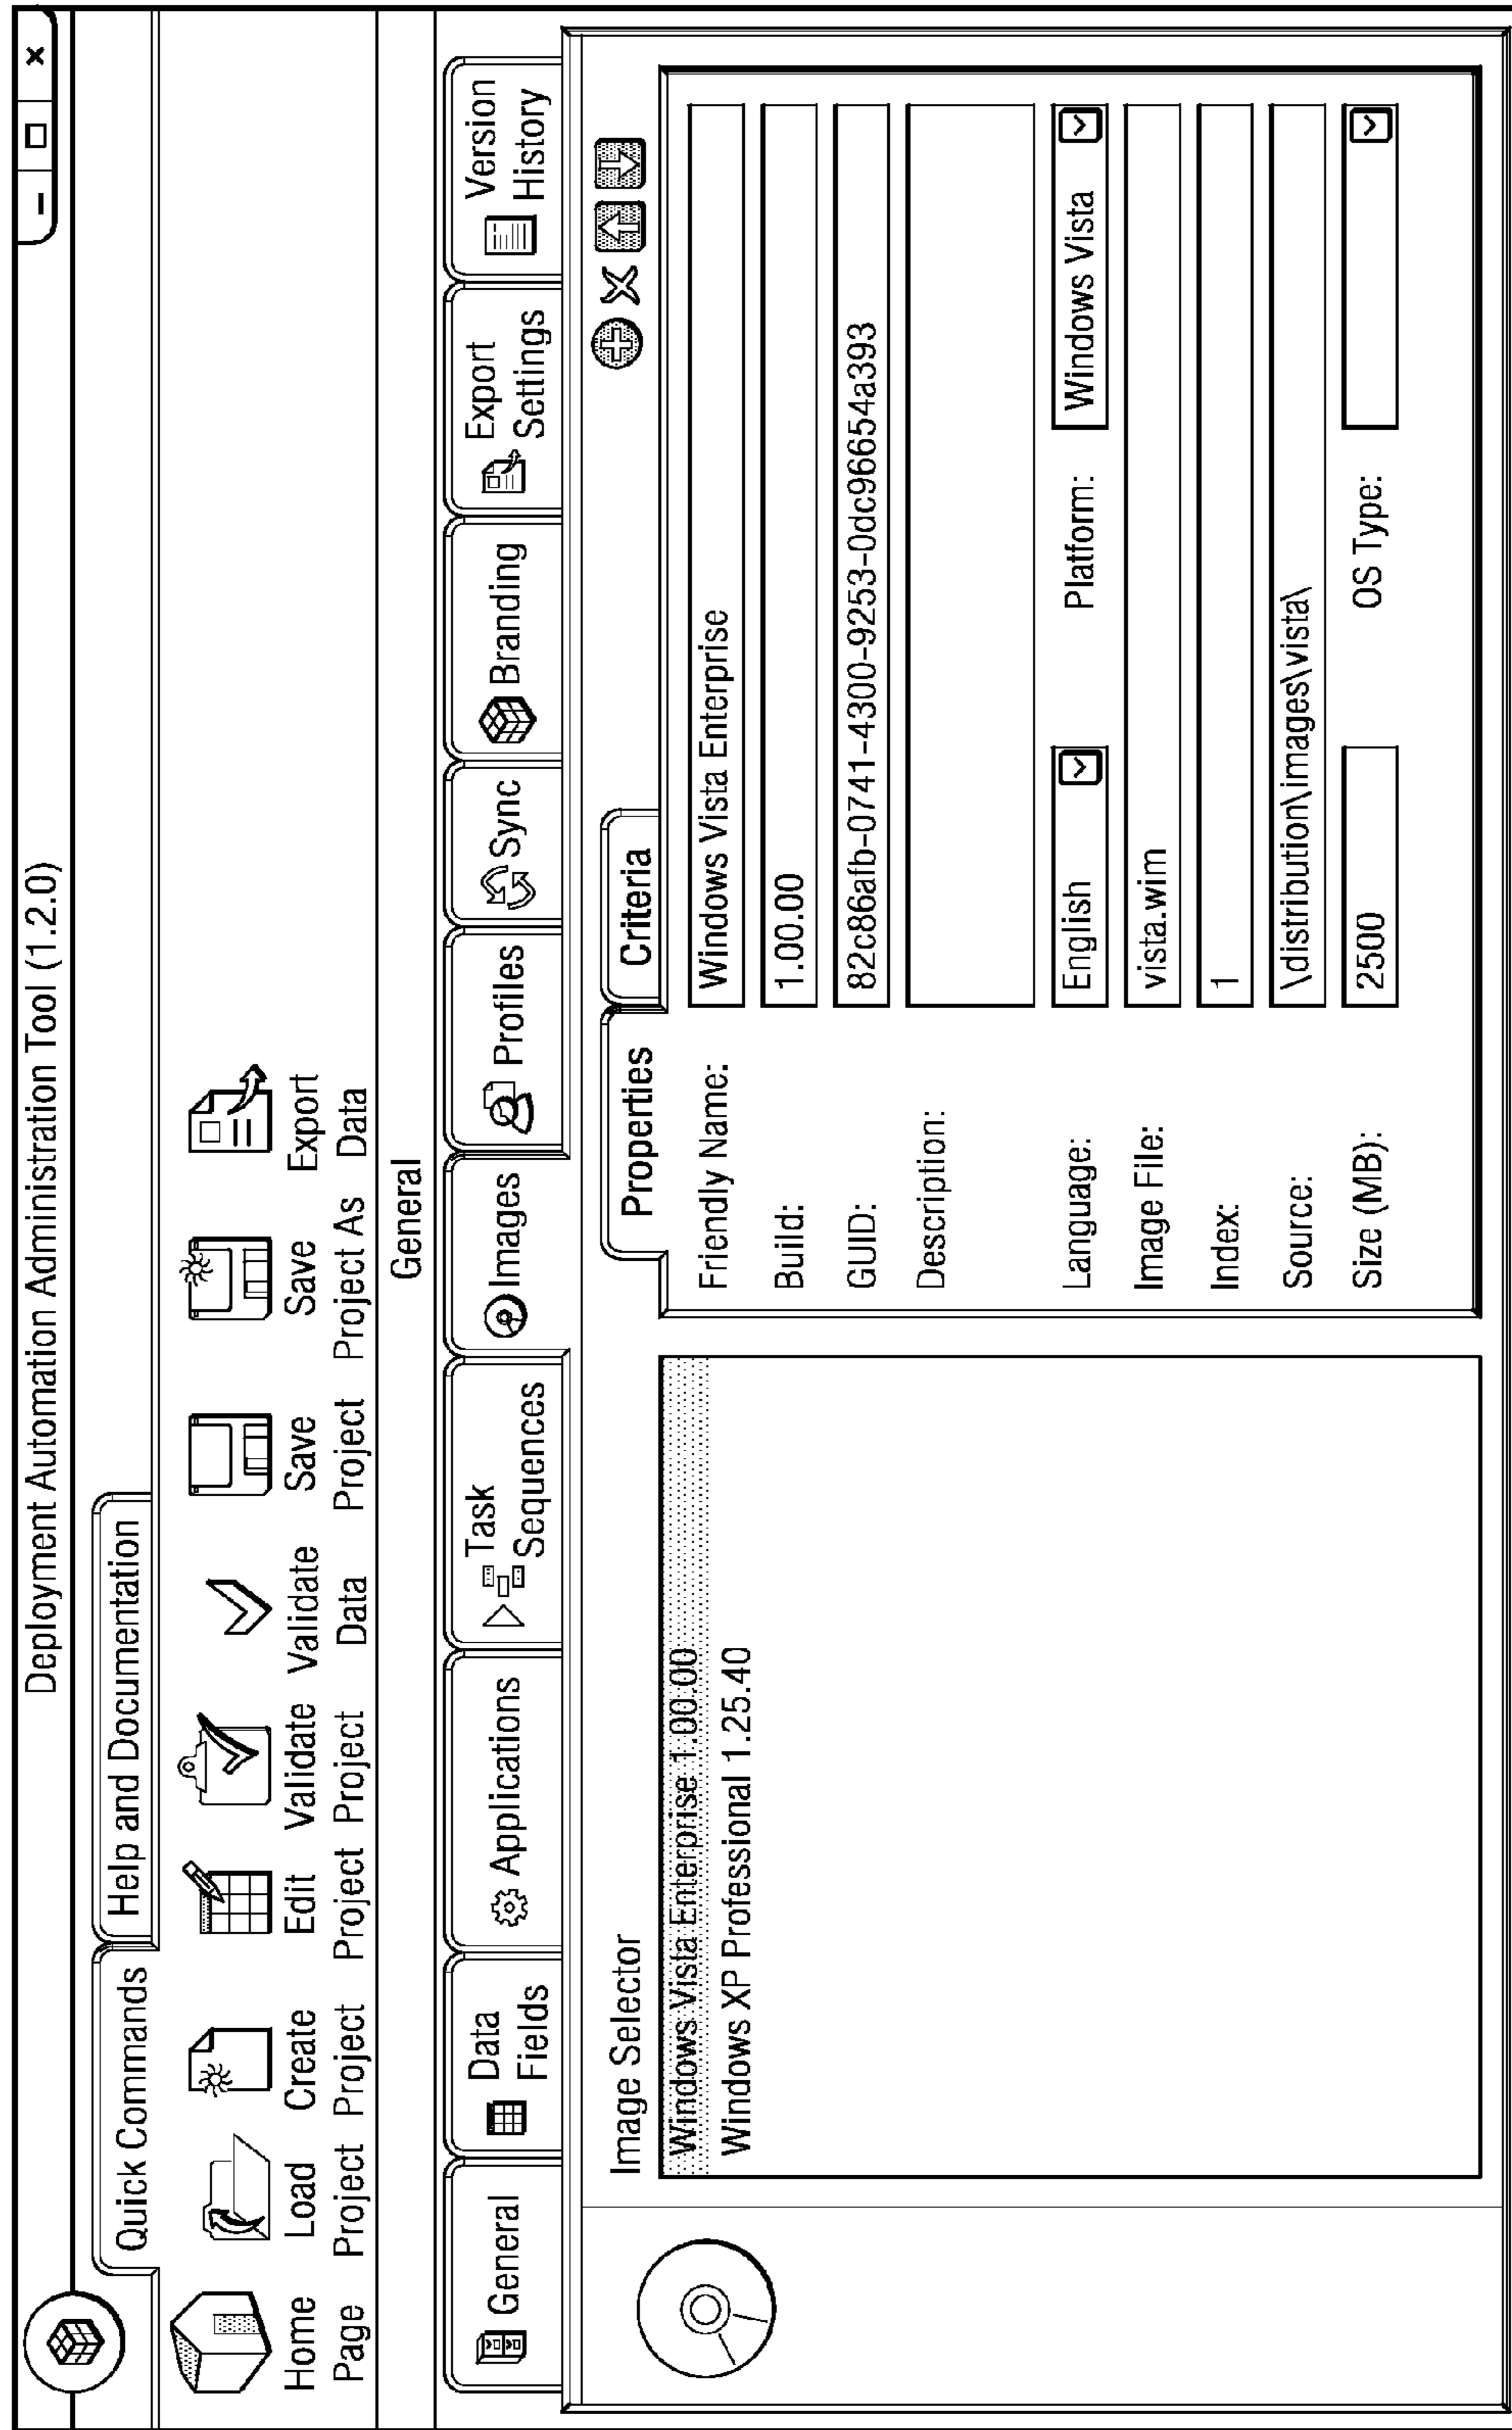 Deployment Automation Administration Tool (1.2.0)
Quick Commands
Help and Documentation
Home Page
Load Project
Create Project
Edit Project
Validate Project
Validate Data
Save Project
Save Project As
Export Data
General
General
Data Fields
Applications
Task Sequences
Images
Profiles
Sync
Branding
Export Settings
Version History
Image Selector
Windows Vista Enterprise 1.00.00
Windows XP Professional 1.25.40
Properties
Criteria
Friendly Name: Windows Vista Enterprise
Build: 1.00.00
GUID: 82c86afb-0741-4300-9253-0dc96654a393
Description:
Language: English Platform: Windows Vista
Image File: vista.wim
Index: 1
Source: \distribution\images\vista\
Size (MB): 2500 OS Type: